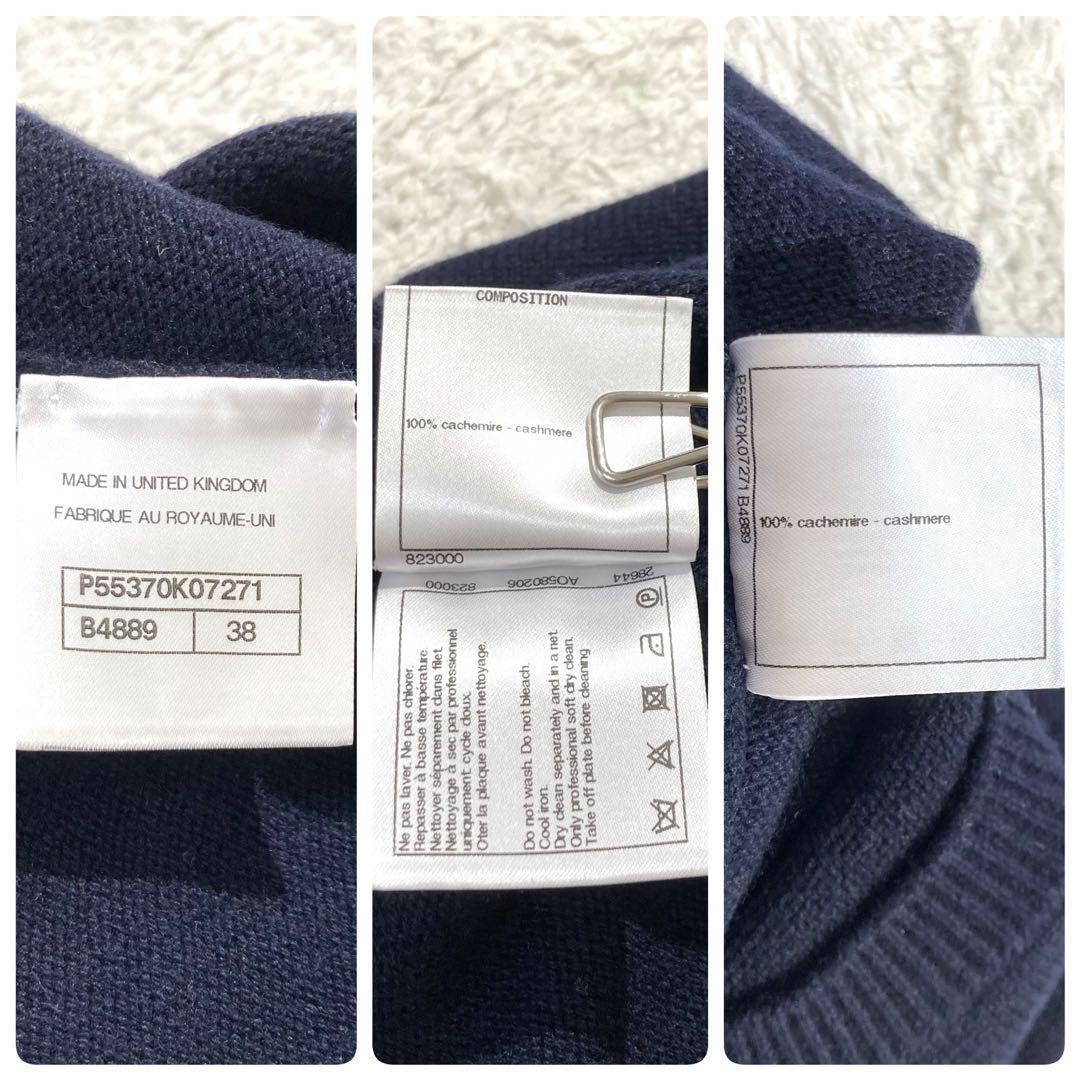 MADE IN UNITED KINGDOM
FABRIQUE AU ROYAUME-UNI
P55370K07271
B4889 38
COMPOSITION
100% cachemire - cashmere
823000
28644 AO580206 823000
Ne pas laver. Ne pas chlorer.
Repasser à basse température.
Nettoyer séparement dans filet.
Nettoyage à sec par professionnel
uniquement: cycle doux.
Oter la plaque avant nettoyage.
Do not wash. Do not bleach.
Cool iron.
Dry clean separately and in a net.
Only professional soft dry clean.
Take off plate before cleaning
P
P55370K07271 B4889
100% cachemire - cashmere